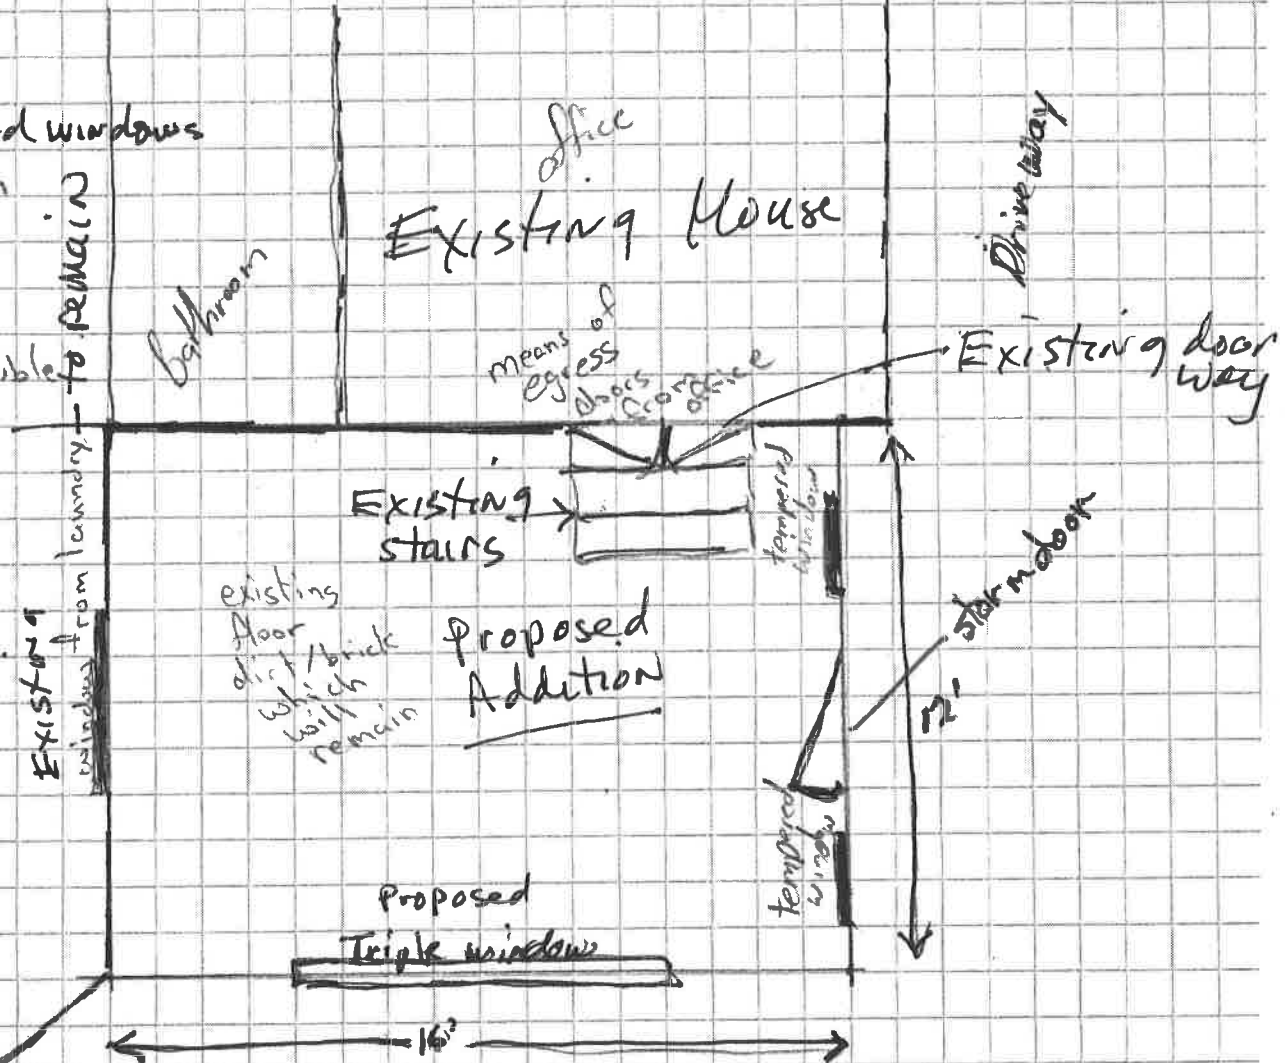 d windows
office
Driveway
Existing House
bathroom
to remain
means of
egress
doors from
office
Existing door
way
ible
Existing
window from laundry
Existing
stairs
tempered
window
storm door
existing
floor
dirt/brick
which
will
remain
Proposed
Addition
12'
tempered
window
Proposed
Triple window
16'